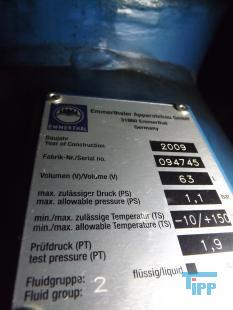 EMMERTHAL
Emmerthaler Apparatebau GmbH
31860 Emmerthal
Germany
Baujahr
Year of Construction 2009
Fabrik-Nr./Serial no. 094745
Volumen (V)/Volume (V) 63 l
max. zulässiger Druck (PS)
max. allowable pressure (PS) 1,1 bar
min./max. zulässige Temperatur (TS)
min./max. allowable Temperature (TS) -10/+150
Prüfdruck (PT)
test pressure (PT) 1,9
Fluidgruppe: 2 flüssig/liquid
Fluid group:
TIPP